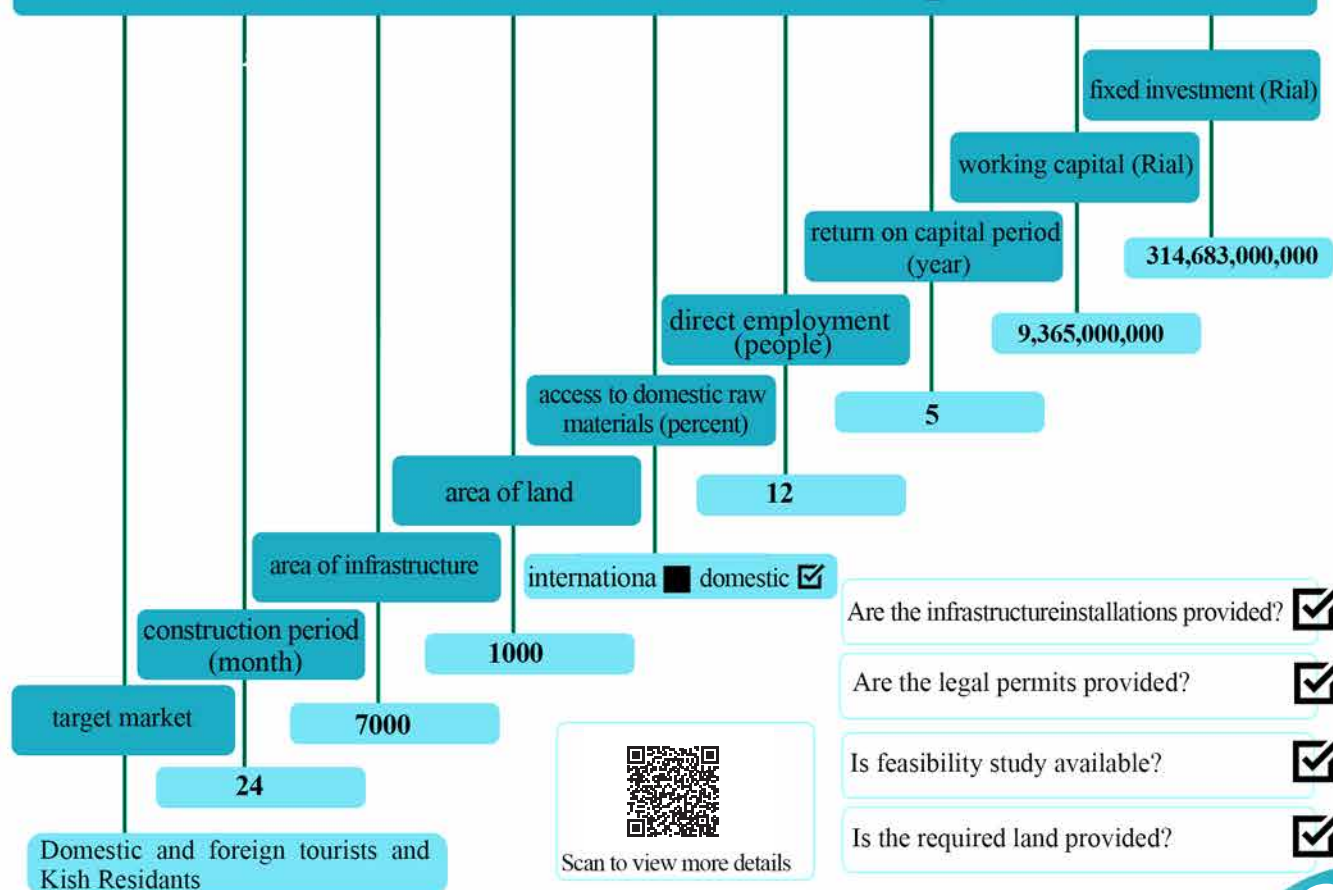 fixed investment (Rial)
314,683,000,000
working capital (Rial)
9,365,000,000
return on capital period
(year)
5
direct employment
(people)
12
access to domestic raw
materials (percent)
internationa domestic
area of land
1000
area of infrastructure
7000
construction period
(month)
24
target market
Domestic and foreign tourists and
Kish Residants
Scan to view more details
Are the infrastructureinstallations provided?
Are the legal permits provided?
Is feasibility study available?
Is the required land provided?